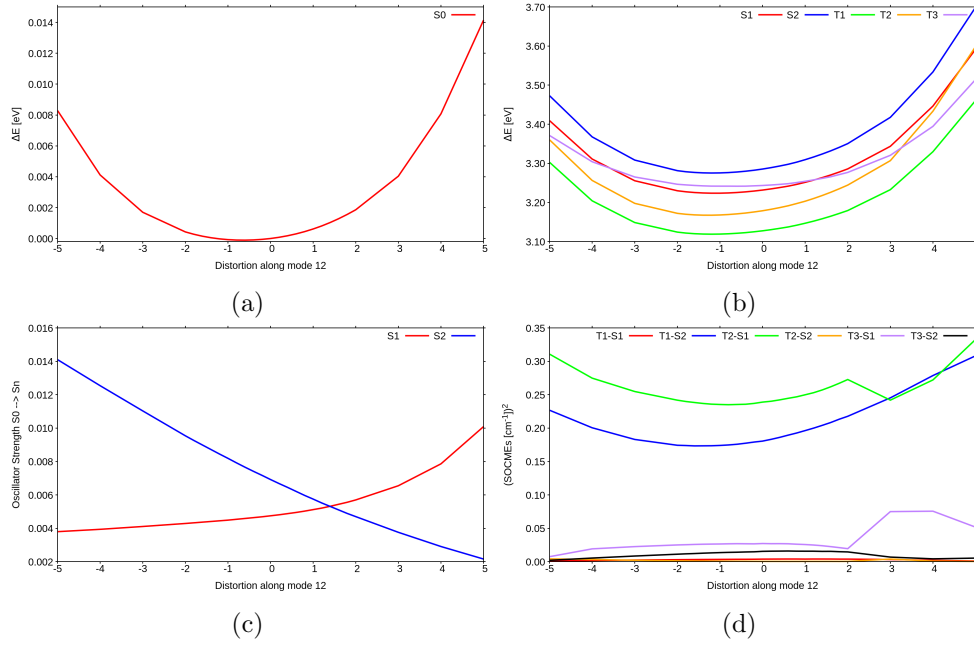 S0
0.014
0.012
0.010
0.008
0.006
0.004
0.002
0.000
ΔE [eV]
-5 -4 -3 -2 -1 0 1 2 3 4 5
Distortion along mode 12
(a)
S1 S2 T1 T2 T3
3.70
3.60
3.50
3.40
3.30
3.20
3.10
ΔE [eV]
-5 -4 -3 -2 -1 0 1 2 3 4 5
Distortion along mode 12
(b)
S1 S2
0.016
0.014
0.012
0.010
0.008
0.006
0.004
0.002
Oscillator Strength S0 --> Sn
-5 -4 -3 -2 -1 0 1 2 3 4 5
Distortion along mode 12
(c)
T1-S1 T1-S2 T2-S1 T2-S2 T3-S1 T3-S2
0.35
0.30
0.25
0.20
0.15
0.10
0.05
0.00
(SOCMEs [cm⁻¹])²
-5 -4 -3 -2 -1 0 1 2 3 4 5
Distortion along mode 12
(d)